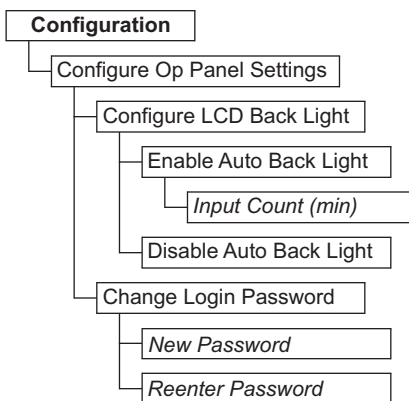 Configuration
Configure Op Panel Settings
Configure LCD Back Light
Enable Auto Back Light
Input Count (min)
Disable Auto Back Light
Change Login Password
New Password
Reenter Password